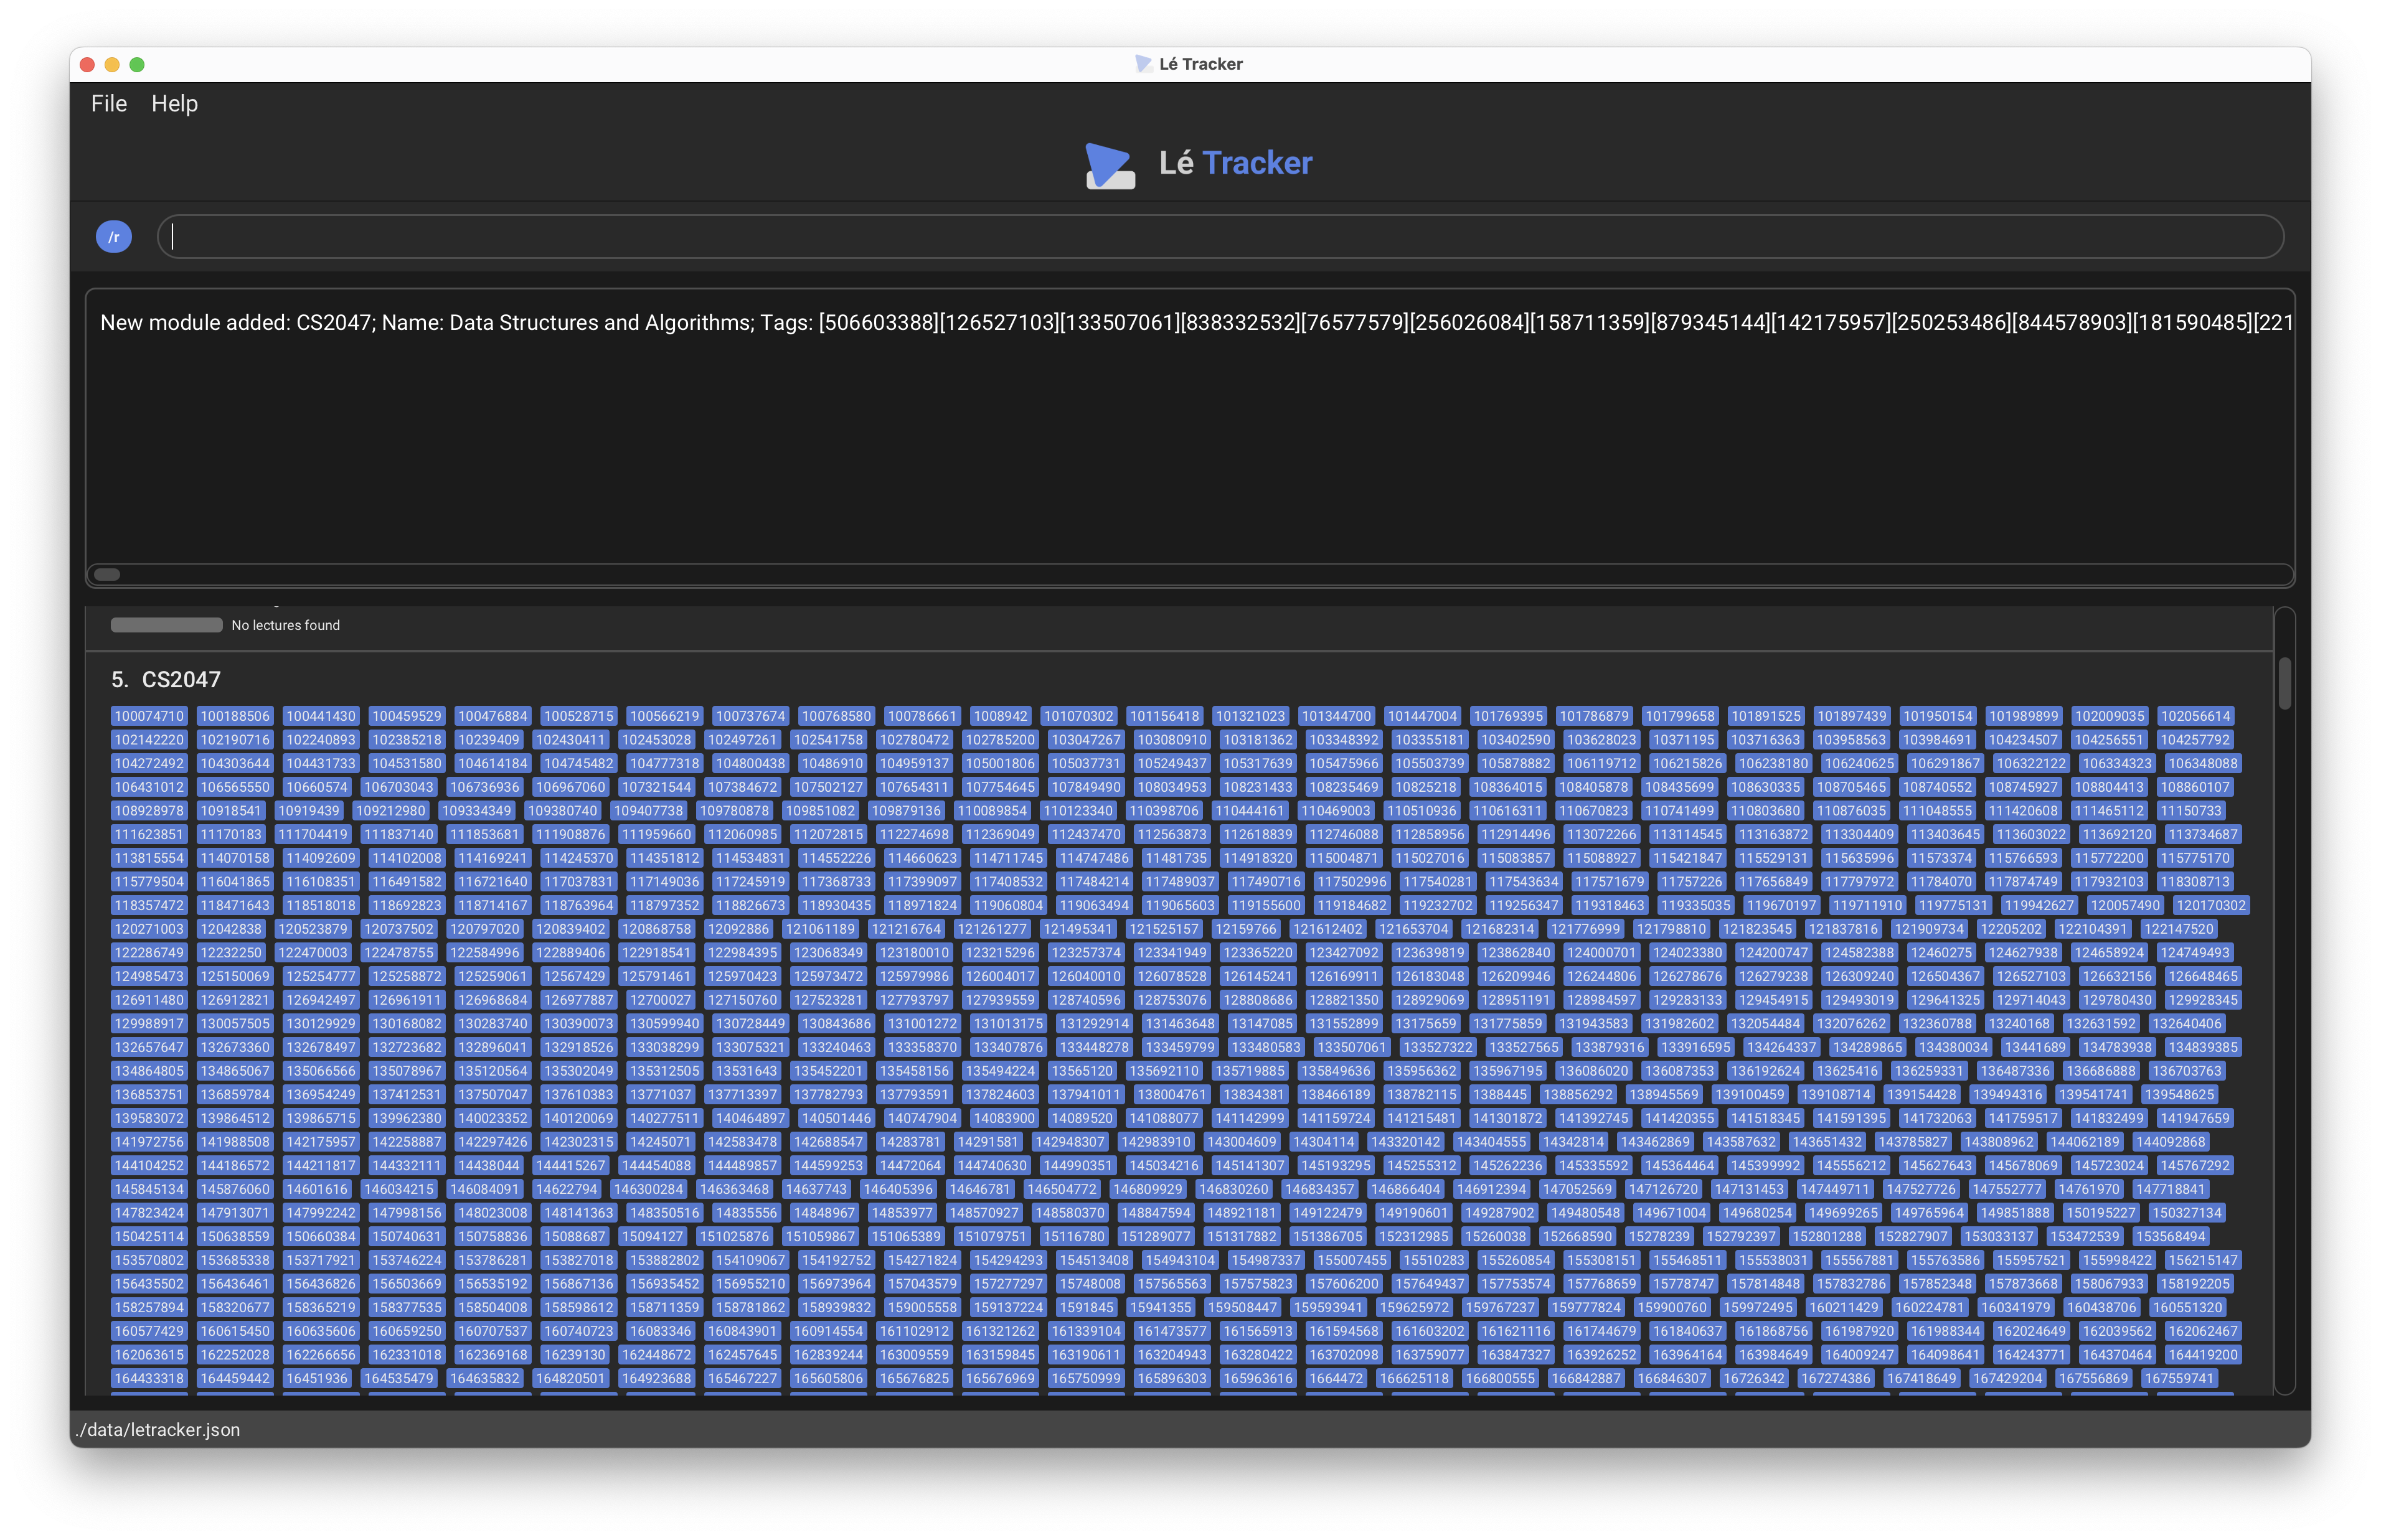 Lé Tracker
File Help
Lé Tracker
/r
New module added: CS2047; Name: Data Structures and Algorithms; Tags: [506603388][126527103][133507061][838332532][76577579][256026084][158711359][879345144][142175957][250253486][844578903][181590485][221
No lectures found
5. CS2047
100074710 100188506 100441430 100459529 100476884 100528715 100566219 100737674 100768580 100786661 1008942 101070302 101156418 101321023 101344700 101447004 101769395 101786879 101799658 101891525 101897439 101950154 101989899 102009035 102056614
102142220 102190716 102240893 102385218 10239409 102430411 102453028 102497261 102541758 102780472 102785200 103047267 103080910 103181362 103348392 103355181 103402590 103628023 10371195 103716363 103958563 103984691 104234507 104256551 104257792
104272492 104303644 104431733 104531580 104614184 104745482 104777318 104800438 10486910 104959137 105001806 105037731 105249437 105317639 105475966 105503739 105878882 106119712 106215826 106238180 106240625 106291867 106322122 106334323 106348088
106431012 106565550 10660574 106703043 106736936 106967060 107321544 107384672 107502127 107654311 107754645 107849490 108034953 108231433 108235469 10825218 108364015 108405878 108435699 108630335 108705465 108740552 108745927 108804413 108860107
108928978 10918541 10919439 109212980 109334349 109380740 109407738 109780878 109851082 109879136 110089854 110123340 110398706 110444161 110469003 110510936 110616311 110670823 110741499 110803680 110876035 111048555 111420608 111465112 11150733
111623851 11170183 111704419 111837140 111853681 111908876 111959660 112060985 112072815 112274698 112369049 112437470 112563873 112618839 112746088 112858956 112914496 113072266 113114545 113163872 113304409 113403645 113603022 113692120 113734687
113815554 114070158 114092609 114102008 114169241 114245370 114351812 114534831 114552226 114660623 114711745 114747486 11481735 114918320 115004871 115027016 115083857 115088927 115421847 115529131 115635996 11573374 115766593 115772200 115775170
115779504 116041865 116108351 116491582 116721640 117037831 117149036 117245919 117368733 117399097 117408532 117484214 117489037 117490716 117502996 117540281 117543634 117571679 11757226 117656849 117797972 11784070 117874749 117932103 118308713
118357472 118471643 118518018 118692823 118714167 118763964 118797352 118826673 118930435 118971824 119060804 119063494 119065603 119155600 119184682 119232702 119256347 119318463 119335035 119670197 119711910 119775131 119942627 120057490 120170302
120271003 12042838 120523879 120737502 120797020 120839402 120868758 12092886 121061189 121216764 121261277 121495341 121525157 12159766 121612402 121653704 121682314 121776999 121798810 121823545 121837816 121909734 12205202 122104391 122147520
122286749 12232250 122470003 122478755 122584996 122889406 122918541 122984395 123068349 123180010 123215296 123257374 123341949 123365220 123427092 123639819 123862840 124000701 124023380 124200747 124582388 12460275 124627938 124658924 124749493
124985473 125150069 125254777 125258872 125259061 12567429 125791461 125970423 125973472 125979986 126004017 126040010 126078528 126145241 126169911 126183048 126209946 126244806 126278676 126279238 126309240 126504367 126527103 126632156 126648465
126911480 126912821 126942497 126961911 126968684 126977887 12700027 127150760 127523281 127793797 127939559 128740596 128753076 128808686 128821350 128929069 128951191 128984597 129283133 129454915 129493019 129641325 129714043 129780430 129928345
129988917 130057505 130129929 130168082 130283740 130390073 130599940 130728449 130843686 131001272 131013175 131292914 131463648 13147085 131552899 13175659 131775859 131943583 131982602 132054484 132076262 132360788 13240168 132631592 132640406
132657647 132673360 132678497 132723682 132896041 132918526 133038299 133075321 133240463 133358370 133407876 133448278 133459799 133480583 133507061 133527322 133527565 133879316 133916595 134264337 134289865 134380034 13441689 134783938 134839385
134864805 134865067 135066566 135078967 135120564 135302049 135312505 13531643 135452201 135458156 135494224 13565120 135692110 135719885 135849636 135956362 135967195 136086020 136087353 136192624 13625416 136259331 136487336 136686888 136703763
136853751 136859784 136954249 137412531 137507047 137610383 13771037 137713397 137782793 137793591 137824603 137941011 138004761 13834381 138466189 138782115 1388445 138856292 138945569 139100459 139108714 139154428 139494316 139541741 139548625
139583072 139864512 139865715 139962380 140023352 140120069 140277511 140464897 140501446 140747904 14083900 14089520 141088077 141142999 141159724 141215481 141301872 141392745 141420355 141518345 141591395 141732063 141759517 141832499 141947659
141972756 141988508 142175957 142258887 142297426 142302315 14245071 142583478 142688547 14283781 14291581 142948307 142983910 143004609 14304114 143320142 143404555 14342814 143462869 143587632 143651432 143785827 143808962 144062189 144092868
144104252 144186572 144211817 144332111 14438044 144415267 144454088 144489857 144599253 14472064 144740630 144990351 145034216 145141307 145193295 145255312 145262236 145335592 145364464 145399992 145556212 145627643 145678069 145723024 145767292
145845134 145876060 14601616 146034215 146084091 14622794 146300284 146363468 14637743 146405396 14646781 146504772 146809929 146830260 146834357 146866404 146912394 147052569 147126720 147131453 147449711 147527726 147552777 14761970 147718841
147823424 147913071 147992242 147998156 148023008 148141363 148350516 14835556 14848967 14853977 148570927 148580370 148847594 148921181 149122479 149190601 149287902 149480548 149671004 149680254 149699265 149765964 149851888 150195227 150327134
150425114 150638559 150660384 150740631 150758836 15088687 15094127 151025876 151059867 151065389 151079751 15116780 151289077 151317882 151386705 152312985 15260038 152668590 15278239 152792397 152801288 152827907 153033137 153472539 153568494
153570802 153685338 153717921 153746224 153786281 153827018 153882802 154109067 154192752 154271824 154294293 154513408 154943104 154987337 155007455 15510283 155260854 155308151 155468511 155538031 155567881 155763586 155957521 155998422 156215147
156435502 156436461 156436826 156503669 156535192 156867136 156935452 156955210 156973964 157043579 157277297 15748008 157565563 157575823 157606200 157649437 157753574 157768659 15778747 157814848 157832786 157852348 157873668 158067933 158192205
158257894 158320677 158365219 158377535 158504008 158598612 158711359 158781862 158939832 159005558 159137224 1591845 15941355 159508447 159593941 159625972 159767237 159777824 159900760 159972495 160211429 160224781 160341979 160438706 160551320
160577429 160615450 160635606 160659250 160707537 160740723 16083346 160843901 160914554 161102912 161321262 161339104 161473577 161565913 161594568 161603202 161621116 161744679 161840637 161868756 161987920 161988344 162024649 162039562 162062467
162063615 162252028 162266656 162331018 162369168 16239130 162448672 162457645 162839244 163009559 163159845 163190611 163204943 163280422 163702098 163759077 163847327 163926252 163964164 163984649 164009247 164098641 164243771 164370464 164419200
164433318 164459442 16451936 164535479 164635832 164820501 164923688 165467227 165605806 165676825 165676969 165750999 165896303 165963616 1664472 166625118 166800555 166842887 166846307 16726342 167274386 167418649 167429204 167556869 167559741
./data/letracker.json